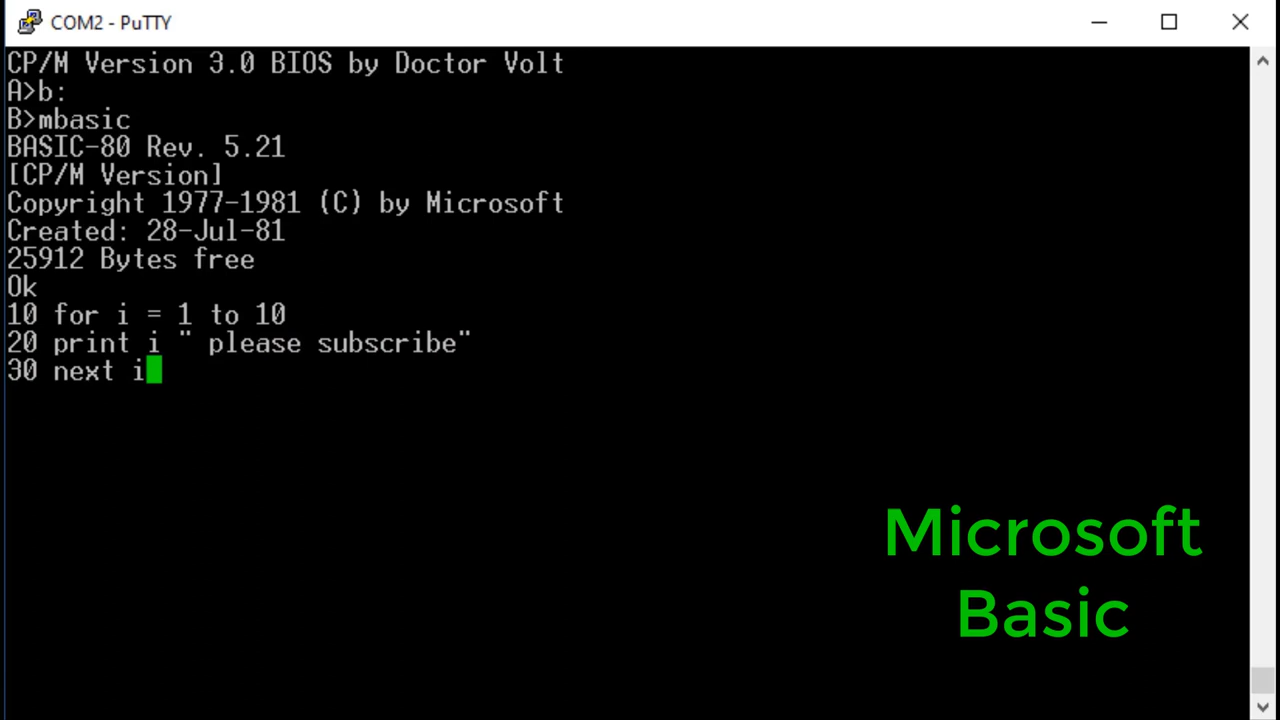 COM2 - PuTTY
CP/M Version 3.0 BIOS by Doctor Volt
A>b:
B>mbasic
BASIC-80 Rev. 5.21
[CP/M Version]
Copyright 1977-1981 (C) by Microsoft
Created: 28-Jul-81
25912 Bytes free
Ok
10 for i = 1 to 10
20 print i " please subscribe"
30 next i
Microsoft
Basic